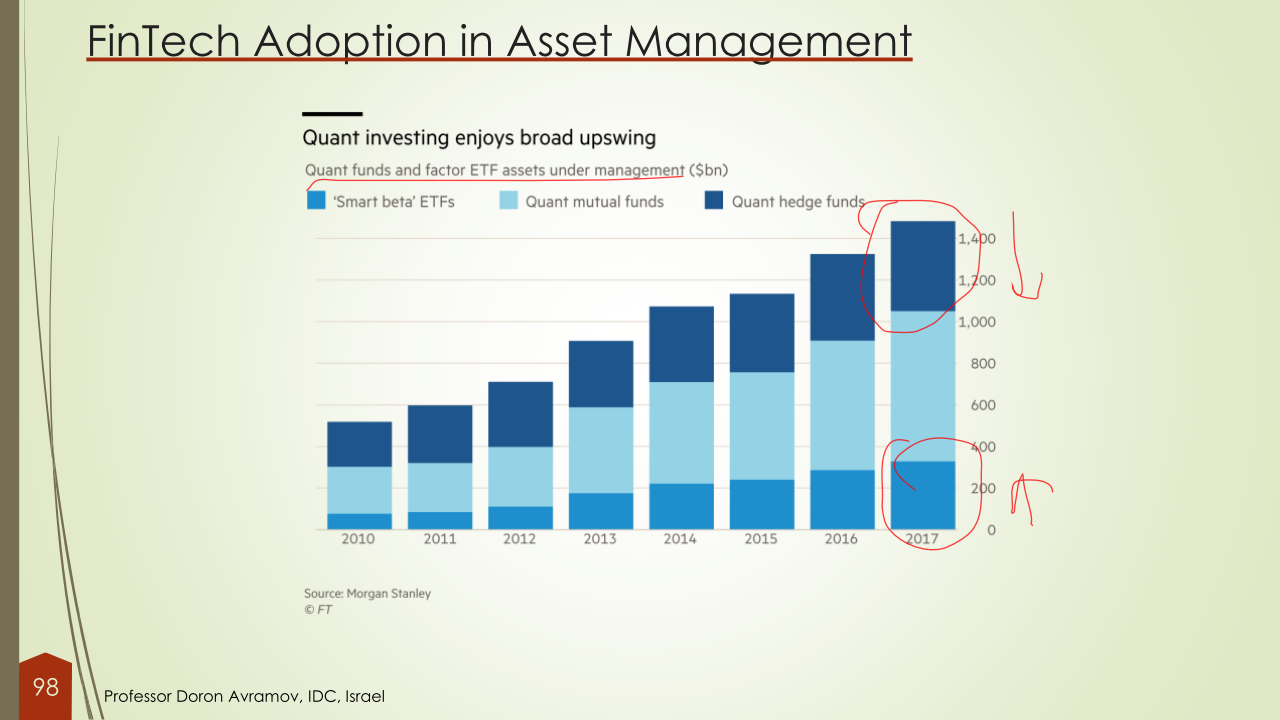 FinTech Adoption in Asset Management
Quant investing enjoys broad upswing
Quant funds and factor ETF assets under management ($bn)
‘Smart beta’ ETFs Quant mutual funds Quant hedge funds
1,400
1,200
1,000
800
600
400
200
0
2010 2011 2012 2013 2014 2015 2016 2017
Source: Morgan Stanley
© FT
98
Professor Doron Avramov, IDC, Israel